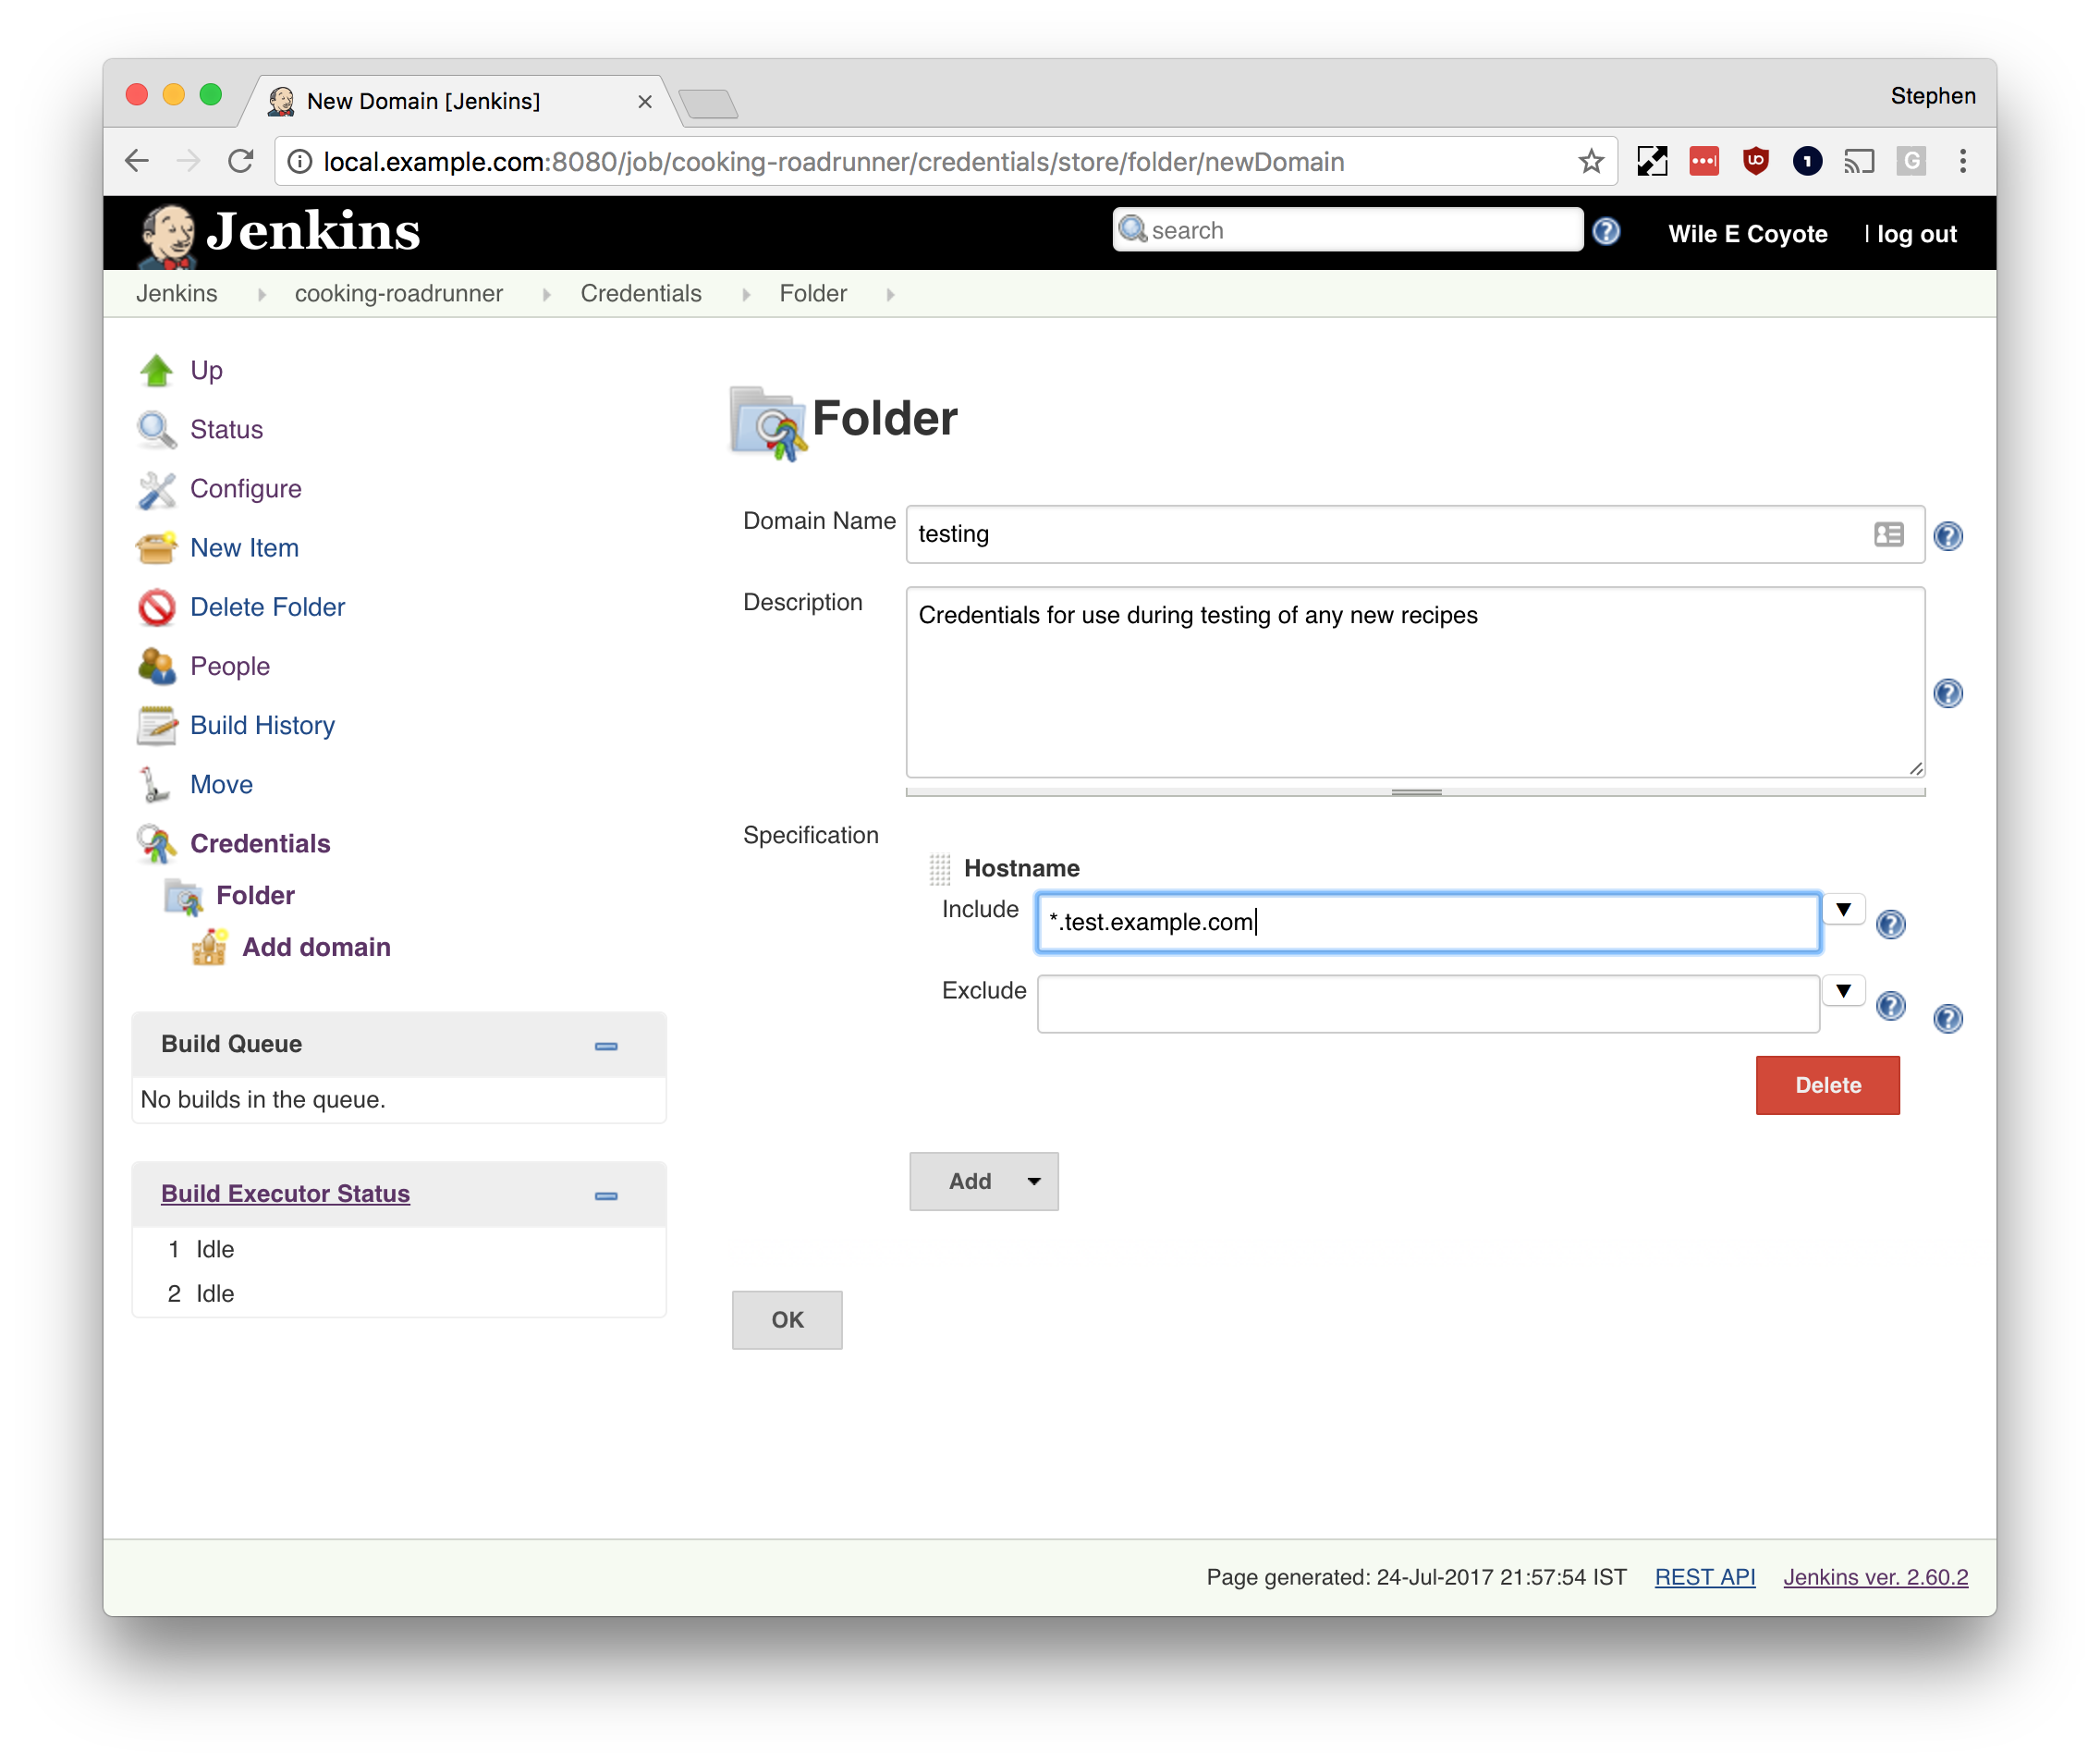 New Domain [Jenkins]
Stephen
local.example.com:8080/job/cooking-roadrunner/credentials/store/folder/newDomain
Jenkins
search
Wile E Coyote
| log out
Jenkins
cooking-roadrunner
Credentials
Folder
Up
Status
Configure
New Item
Delete Folder
People
Build History
Move
Credentials
Folder
Add domain
Build Queue
No builds in the queue.
Build Executor Status
1 Idle
2 Idle
Folder
Domain Name
testing
Description
Credentials for use during testing of any new recipes
Specification
Hostname
Include
*.test.example.com
Exclude
Delete
Add
OK
Page generated: 24-Jul-2017 21:57:54 IST
REST API
Jenkins ver. 2.60.2